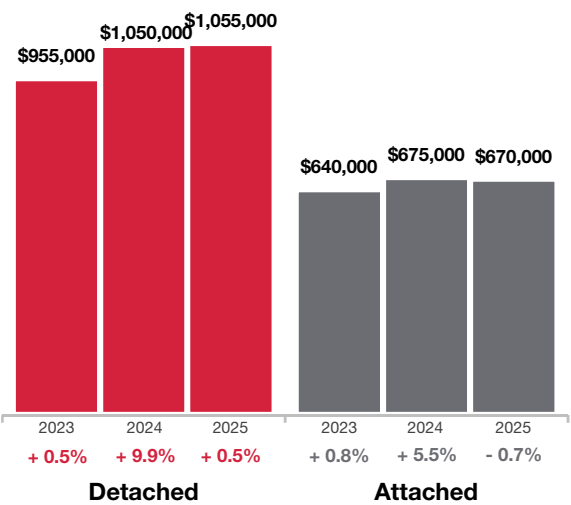 $955,000
$1,050,000
$1,055,000
$640,000
$675,000
$670,000
2023 2024 2025 2023 2024 2025
+ 0.5% + 9.9% + 0.5% + 0.8% + 5.5% - 0.7%
Detached Attached